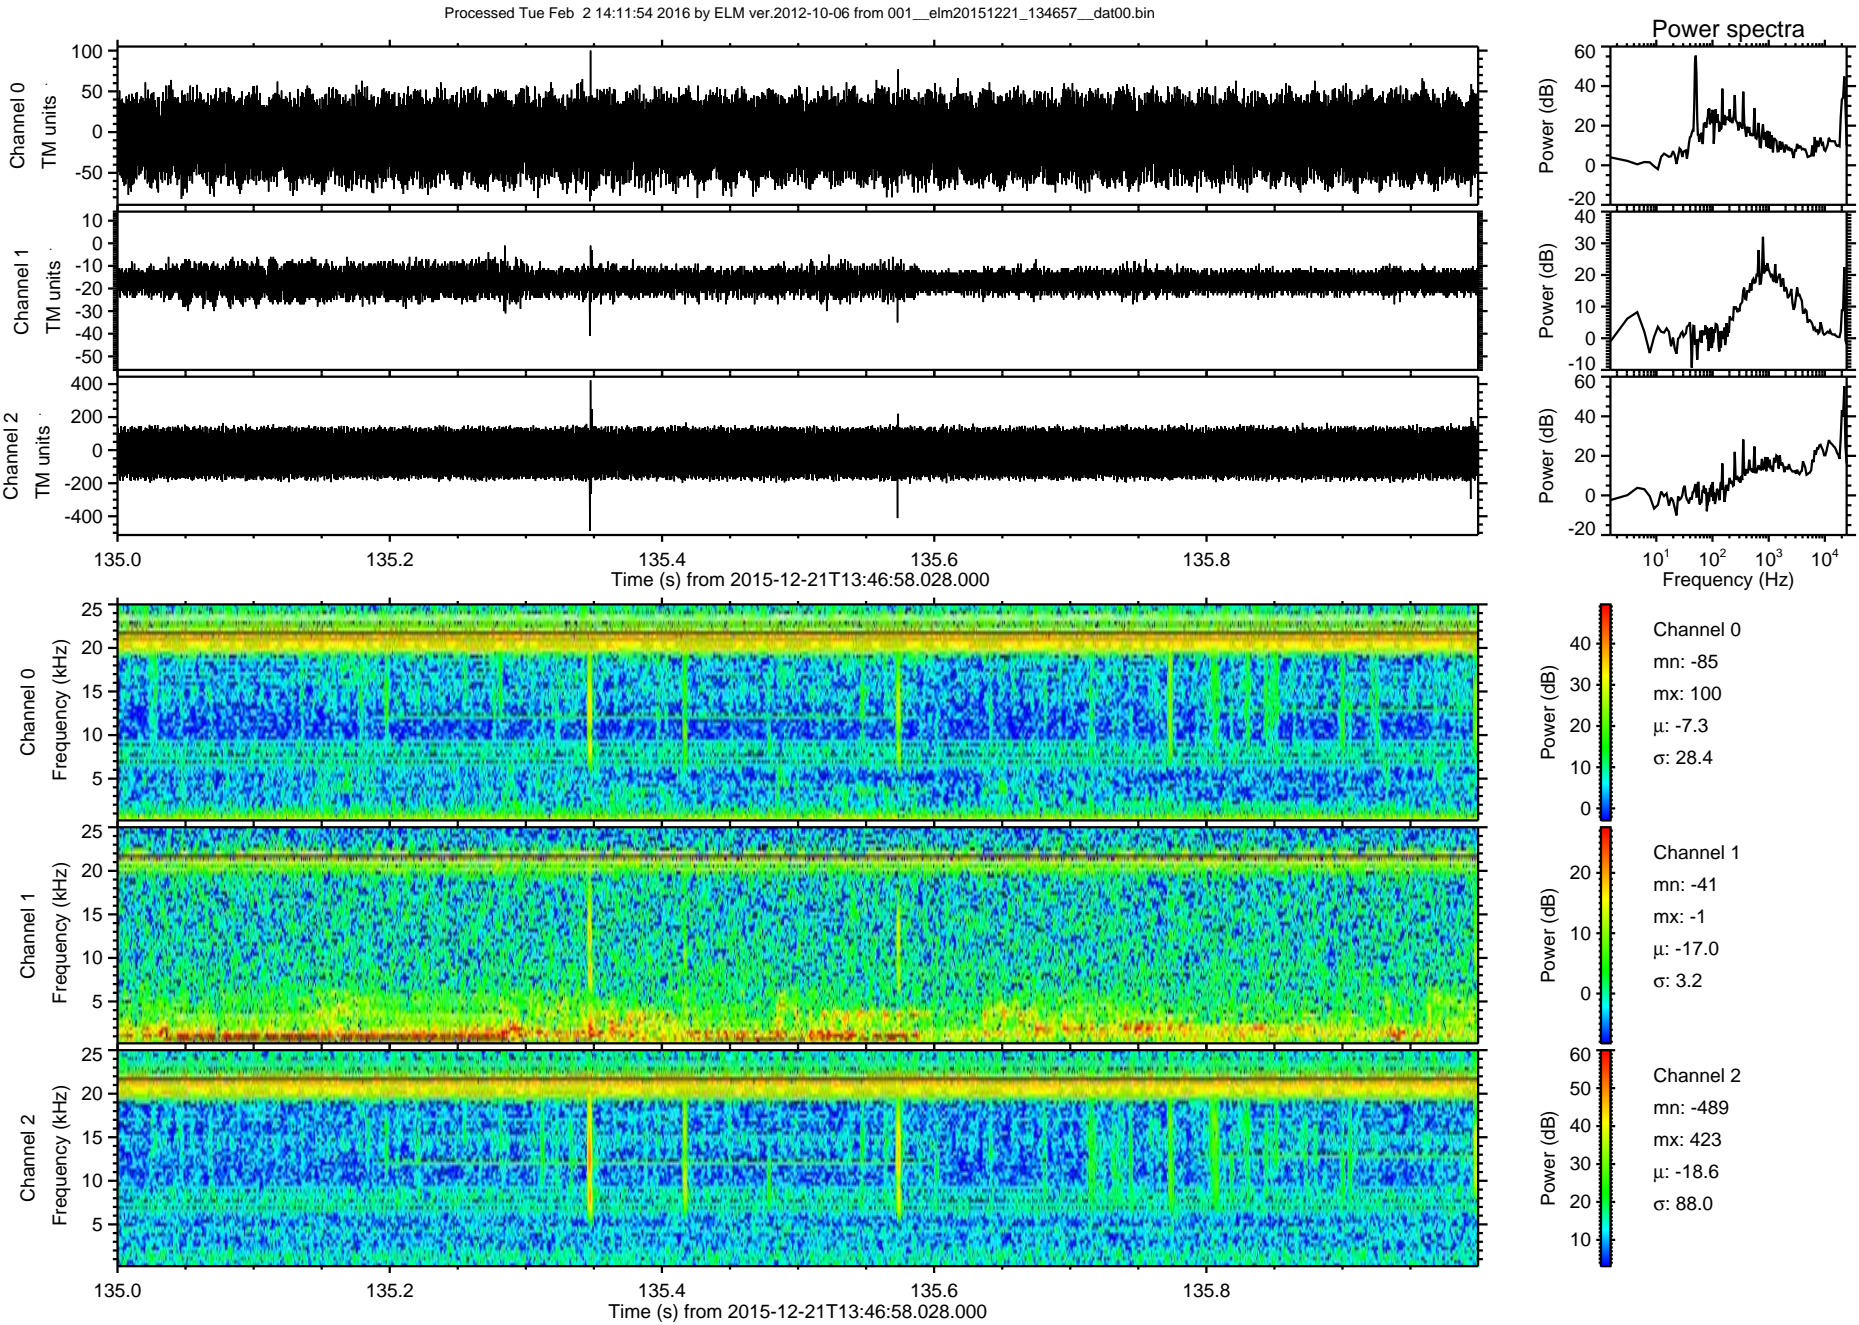 Processed Tue Feb  2 14:11:54 2016 by ELM ver.2012-10-06 from 001__elm20151221_134657__dat00.bin
Power spectra
Channel 0
TM units
100
50
0
-50
Power (dB)
60
40
20
0
-20
Channel 1
TM units
10
0
-10
-20
-30
-40
-50
Power (dB)
40
30
20
10
0
-10
Channel 2
TM units
400
200
0
-200
-400
Power (dB)
60
40
20
0
-20
135.0 135.2 135.4 135.6 135.8
Time (s) from 2015-12-21T13:46:58.028.000
10^1 10^2 10^3 10^4
Frequency (Hz)
Channel 0
Frequency (kHz)
25
20
15
10
5
Power (dB)
40
30
20
10
0
Channel 0
mn: -85
mx: 100
μ: -7.3
σ: 28.4
Channel 1
Frequency (kHz)
25
20
15
10
5
Power (dB)
20
10
0
Channel 1
mn: -41
mx: -1
μ: -17.0
σ: 3.2
Channel 2
Frequency (kHz)
25
20
15
10
5
Power (dB)
60
50
40
30
20
10
Channel 2
mn: -489
mx: 423
μ: -18.6
σ: 88.0
135.0 135.2 135.4 135.6 135.8
Time (s) from 2015-12-21T13:46:58.028.000